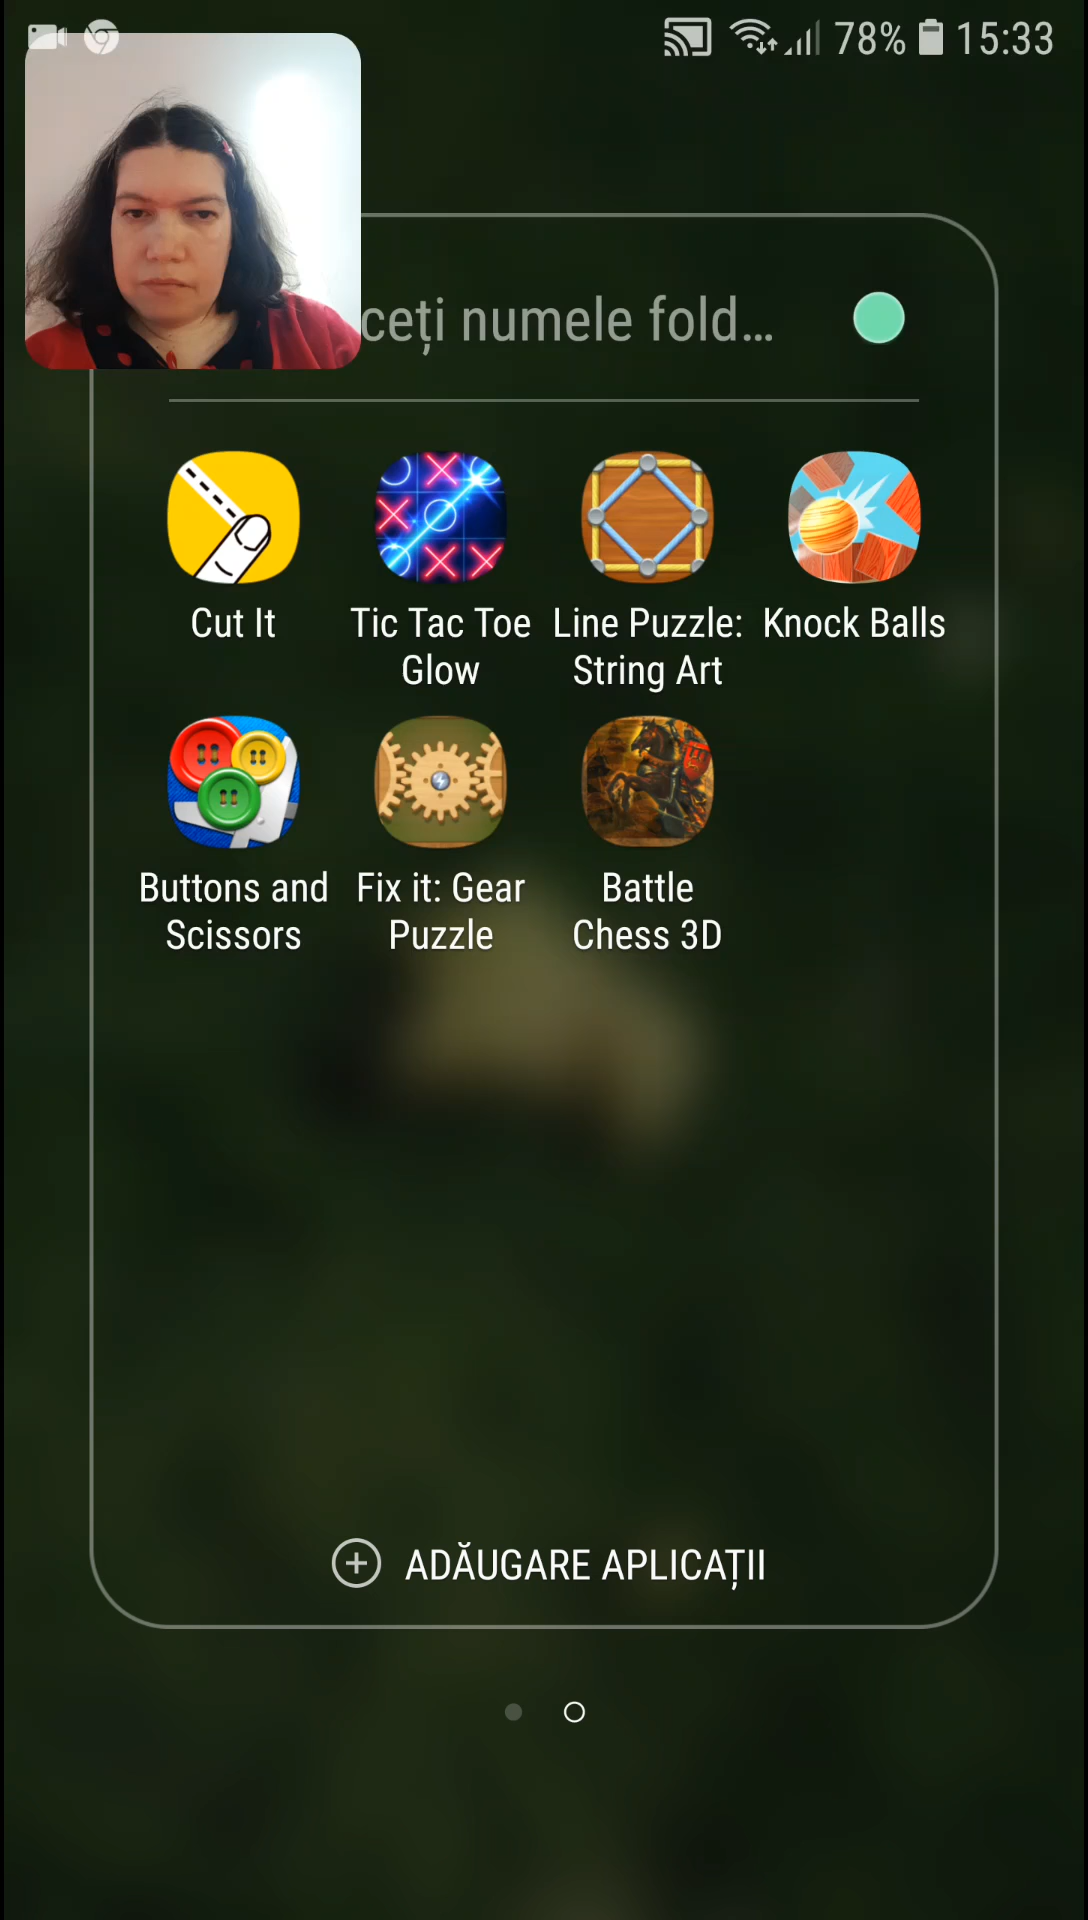 78% 15:33
ceți numele fold...
Cut It
Tic Tac Toe
Glow
Line Puzzle:
String Art
Knock Balls
Buttons and
Scissors
Fix it: Gear
Puzzle
Battle
Chess 3D
ADĂUGARE APLICAȚII